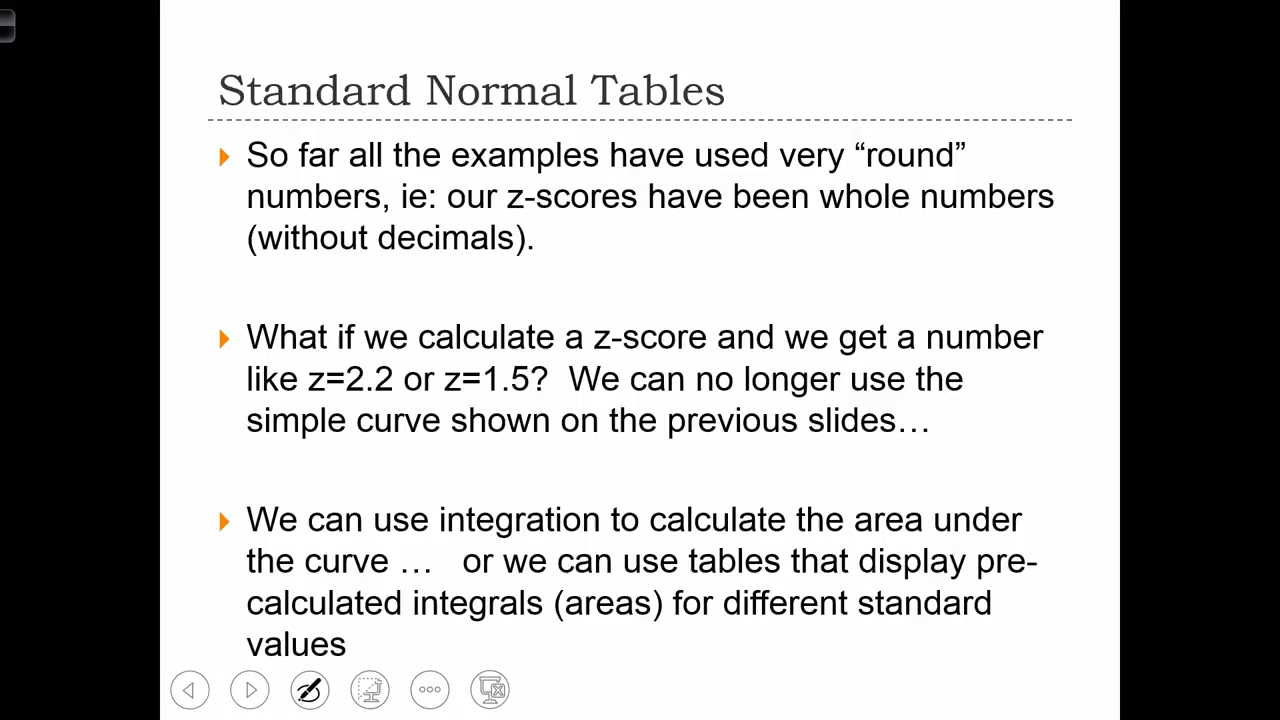 Standard Normal Tables
So far all the examples have used very “round”
numbers, ie: our z-scores have been whole numbers
(without decimals).
What if we calculate a z-score and we get a number
like z=2.2 or z=1.5?  We can no longer use the
simple curve shown on the previous slides…
We can use integration to calculate the area under
the curve …   or we can use tables that display pre-
calculated integrals (areas) for different standard
values